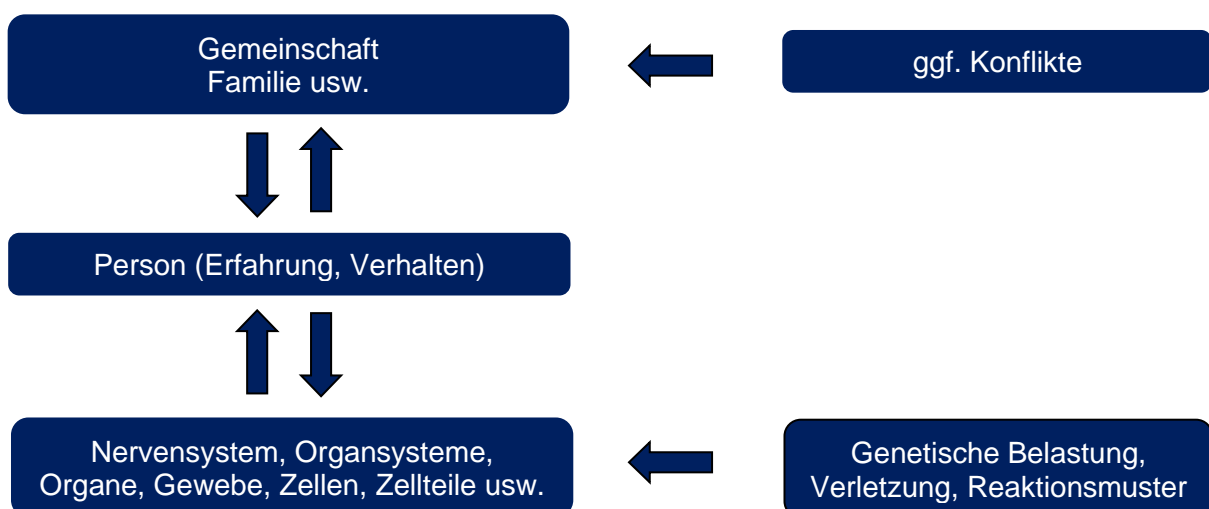 Gemeinschaft
Familie usw.
ggf. Konflikte
Person (Erfahrung, Verhalten)
Nervensystem, Organsysteme,
Organe, Gewebe, Zellen, Zellteile usw.
Genetische Belastung,
Verletzung, Reaktionsmuster